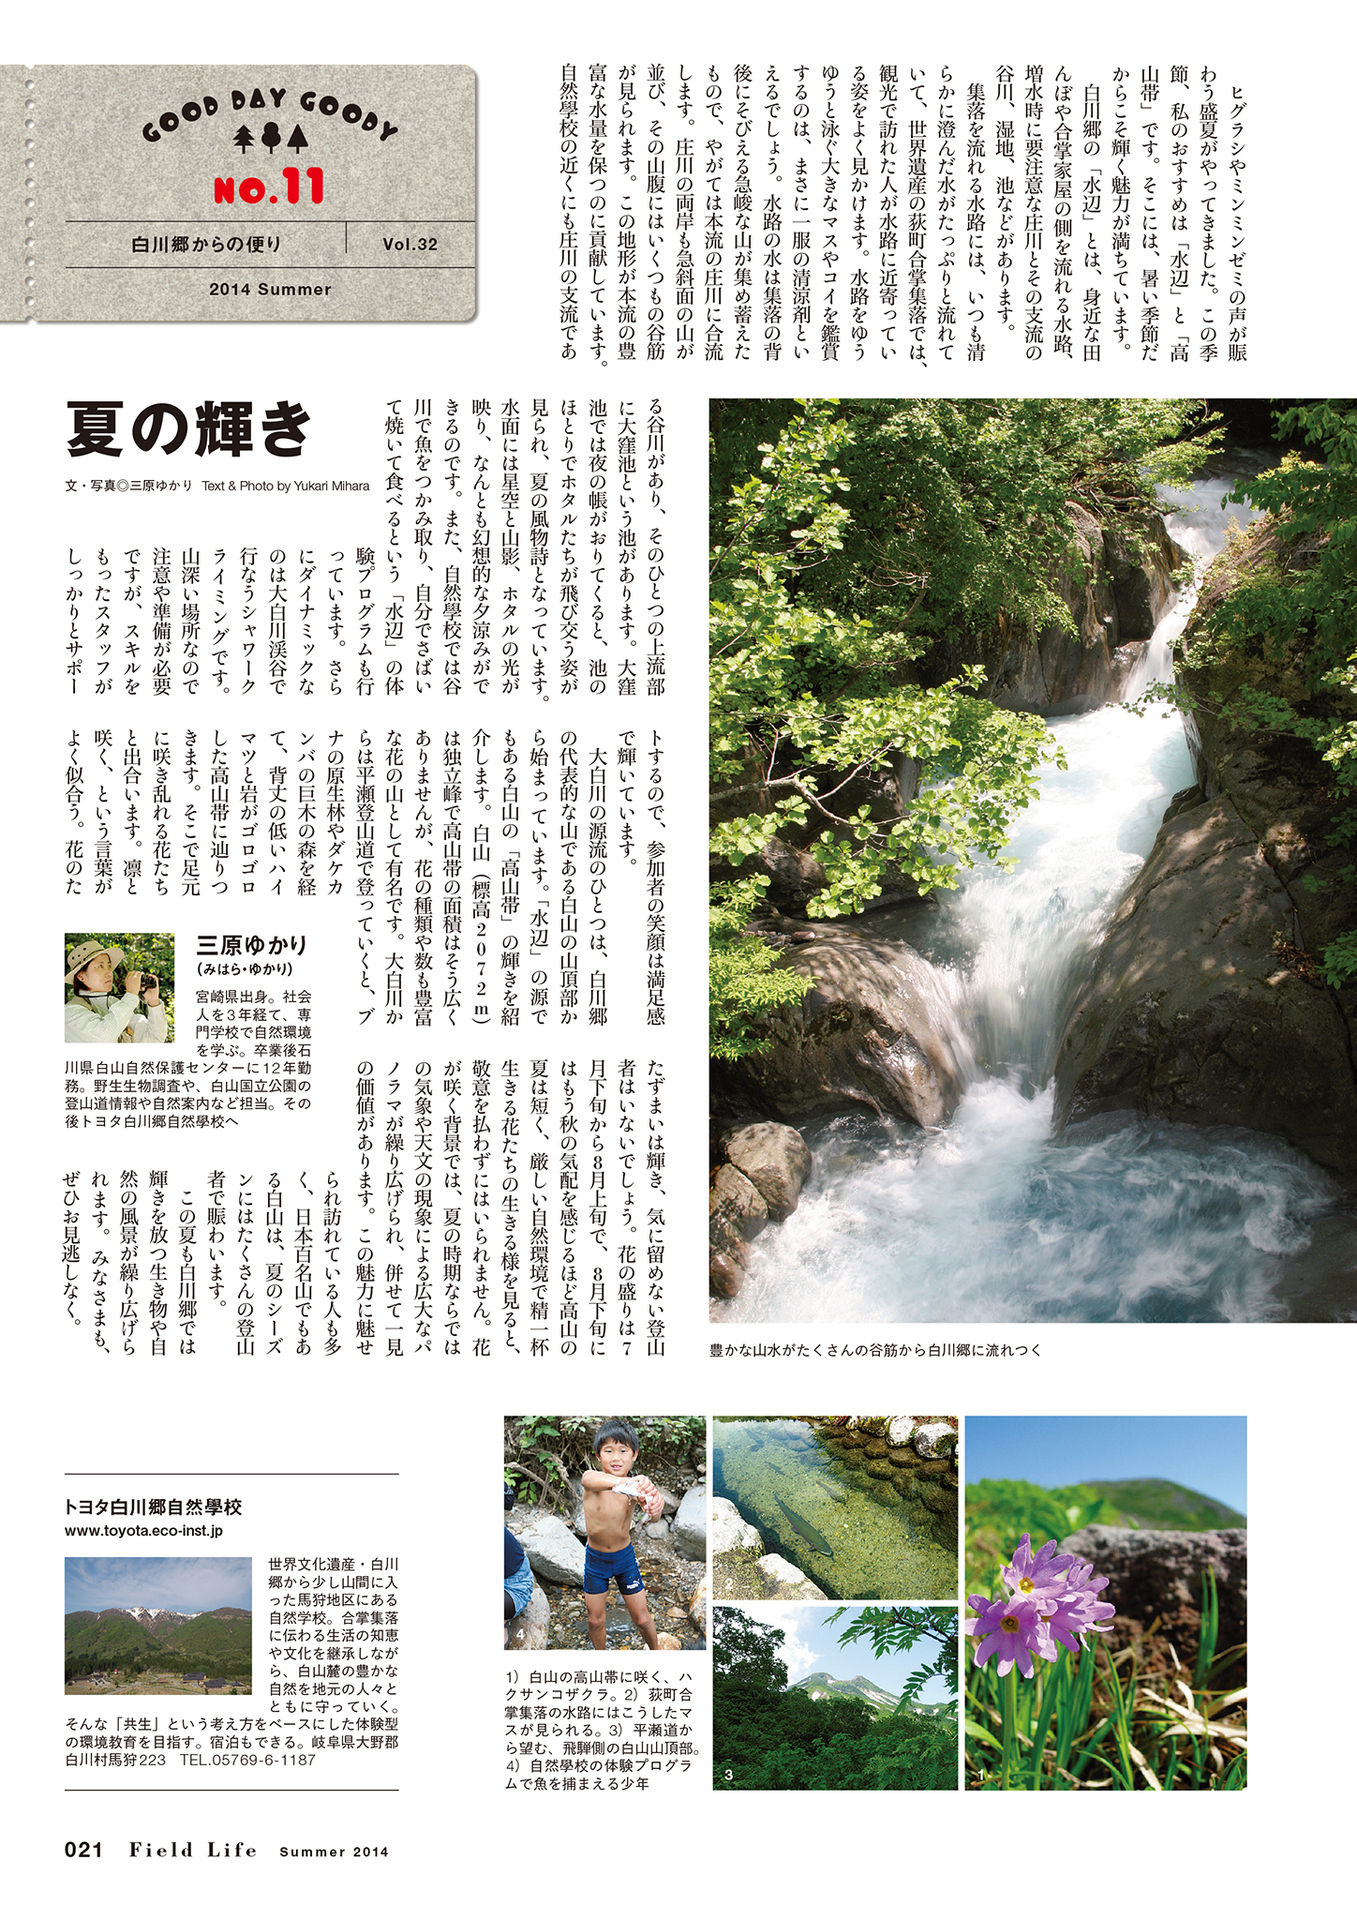 GOOD DAY GOODY
NO.11
白川郷からの便り
Vol.32
2014 Summer
ヒグラシやミンミンゼミの声が賑
わう盛夏がやってきました。この季
節、私のおすすめは「水辺」と「高
山帯」です。そこには、暑い季節だ
からこそ輝く魅力が満ちています。
白川郷の「水辺」とは、身近な田
んぼや合掌家屋の側を流れる水路、
増水時に要注意な庄川とその支流の
谷川、湿地、池などがあります。
集落を流れる水路には、いつも清
らかに澄んだ水がたっぷりと流れて
いて、世界遺産の荻町合掌集落では、
観光で訪れた人が水路に近寄ってい
る姿をよく見かけます。水路をゆう
ゆうと泳ぐ大きなマスやコイを鑑賞
するのは、まさに一服の清涼剤とい
えるでしょう。水路の水は集落の背
後にそびえる急峻な山が集め蓄えた
もので、やがては本流の庄川に合流
します。庄川の両岸も急斜面の山が
並び、その山腹にはいくつもの谷筋
が見られます。この地形が本流の豊
富な水量を保つのに貢献しています。
自然學校の近くにも庄川の支流であ
夏の輝き
文・写真◎三原ゆかり Text & Photo by Yukari Mihara
る谷川があり、そのひとつの上流部
に大窪池という池があります。大窪
池では夜の帳がおりてくると、池の
ほとりでホタルたちが飛び交う姿が
見られ、夏の風物詩となっています。
水面には星空と山影、ホタルの光が
映り、なんとも幻想的な夕涼みがで
きるのです。また、自然學校では谷
川で魚をつかみ取り、自分でさばい
て焼いて食べるという「水辺」の体
験プログラムも行
っています。さら
にダイナミックな
のは大白川渓谷で
行なうシャワーク
ライミングです。
山深い場所なので
注意や準備が必要
ですが、スキルを
もったスタッフが
しっかりとサポー
トするので、参加者の笑顔は満足感
で輝いています。
大白川の源流のひとつは、白川郷
の代表的な山である白山の山頂部か
ら始まっています。「水辺」の源で
もある白山の「高山帯」の輝きを紹
介します。白山（標高2072m）
は独立峰で高山帯の面積はそう広く
ありませんが、花の種類や数も豊富
な花の山として有名です。大白川か
らは平瀬登山道で登っていくと、ブ
ナの原生林やダケカ
ンバの巨木の森を経
て、背丈の低いハイ
マツと岩がゴロゴロ
した高山帯に辿りつ
きます。そこで足元
に咲き乱れる花たち
と出合います。凛と
咲く、という言葉が
よく似合う。花のた
たずまいは輝き、気に留めない登山
者はいないでしょう。花の盛りは7
月下旬から8月上旬で、8月下旬に
はもう秋の気配を感じるほど高山の
夏は短く、厳しい自然環境で精一杯
生きる花たちの生きる様を見ると、
敬意を払わずにはいられません。花
が咲く背景では、夏の時期ならでは
の気象や天文の現象による広大なパ
ノラマが繰り広げられ、併せて一見
の価値があります。この魅力に魅せ
られ訪れている人も多
く、日本百名山でもあ
る白山は、夏のシーズ
ンにはたくさんの登山
者で賑わいます。
この夏も白川郷では
輝きを放つ生き物や自
然の風景が繰り広げら
れます。みなさまも、
ぜひお見逃しなく。
三原ゆかり
(みはら・ゆかり)
宮崎県出身。社会
人を3年経て、専
門学校で自然環境
を学ぶ。卒業後石
川県白山自然保護センターに12年勤
務。野生生物調査や、白山国立公園の
登山道情報や自然案内など担当。その
後トヨタ白川郷自然學校へ
豊かな山水がたくさんの谷筋から白川郷に流れつく
トヨタ白川郷自然學校
www.toyota.eco-inst.jp
世界文化遺産・白川
郷から少し山間に入
った馬狩地区にある
自然学校。合掌集落
に伝わる生活の知恵
や文化を継承しなが
ら、白山麓の豊かな
自然を地元の人々と
ともに守っていく。
そんな「共生」という考え方をベースにした体験型
の環境教育を目指す。宿泊もできる。岐阜県大野郡
白川村馬狩223 TEL.05769-6-1187
4
3
1
PUMA
1）白山の高山帯に咲く、ハ
クサンコザクラ。2）荻町合
掌集落の水路にはこうしたマ
スが見られる。3）平瀬道か
ら望む、飛騨側の白山山頂部。
4）自然學校の体験プログラ
ムで魚を捕まえる少年
021 Field Life Summer 2014